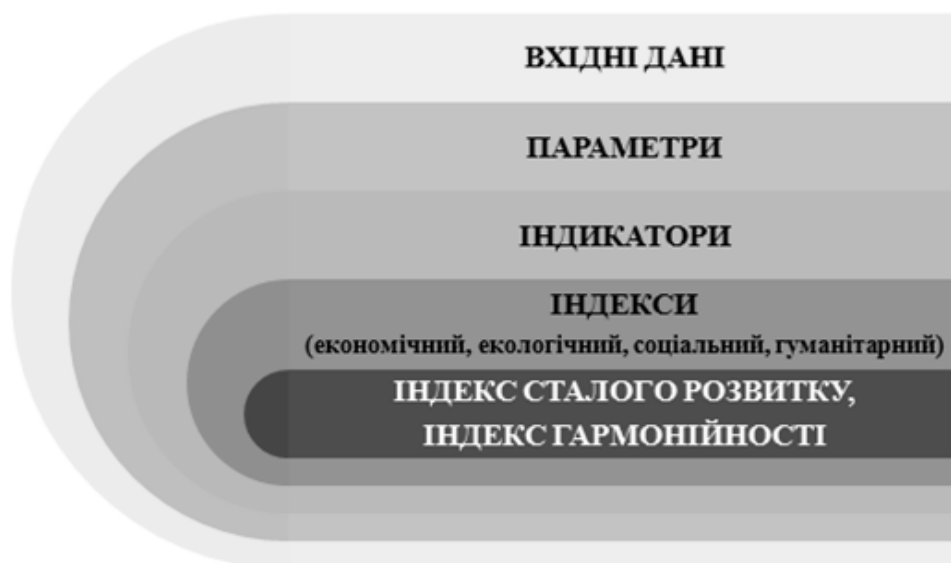 ВХІДНІ ДАНІ
ПАРАМЕТРИ
ІНДИКАТОРИ
ІНДЕКСИ
(економічний, екологічний, соціальний, гуманітарний)
ІНДЕКС СТАЛОГО РОЗВИТКУ,
ІНДЕКС ГАРМОНІЙНОСТІ